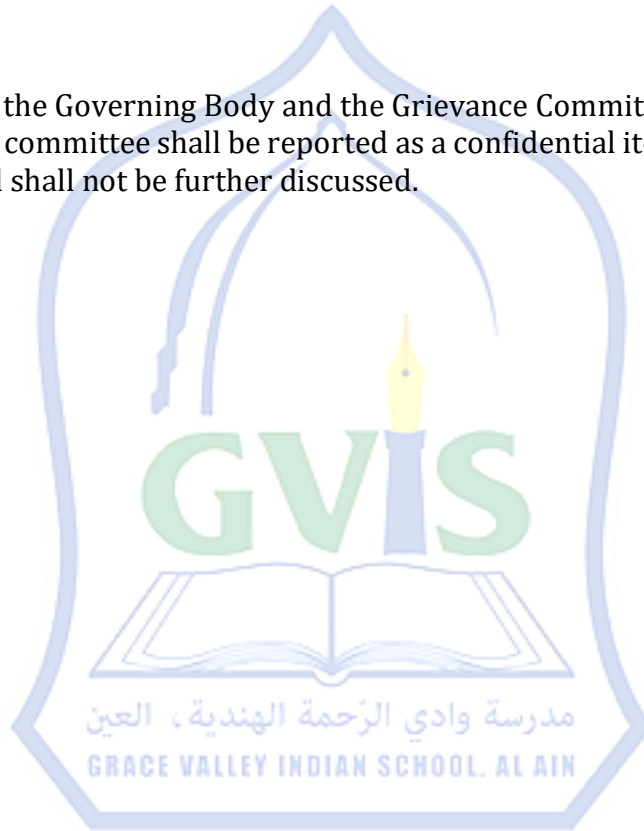 the Governing Body and the Grievance Commit
committee shall be reported as a confidential it
shall not be further discussed.
GVIS
مدرسة وادي الرّحمة الهندية ، العين
GRACE VALLEY INDIAN SCHOOL. AL AIN